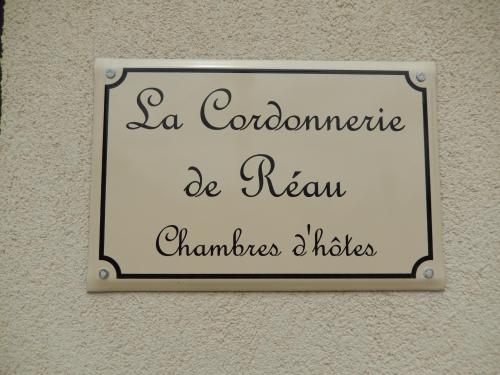 La Cordonnerie
de Réau
Chambres d'hôtes